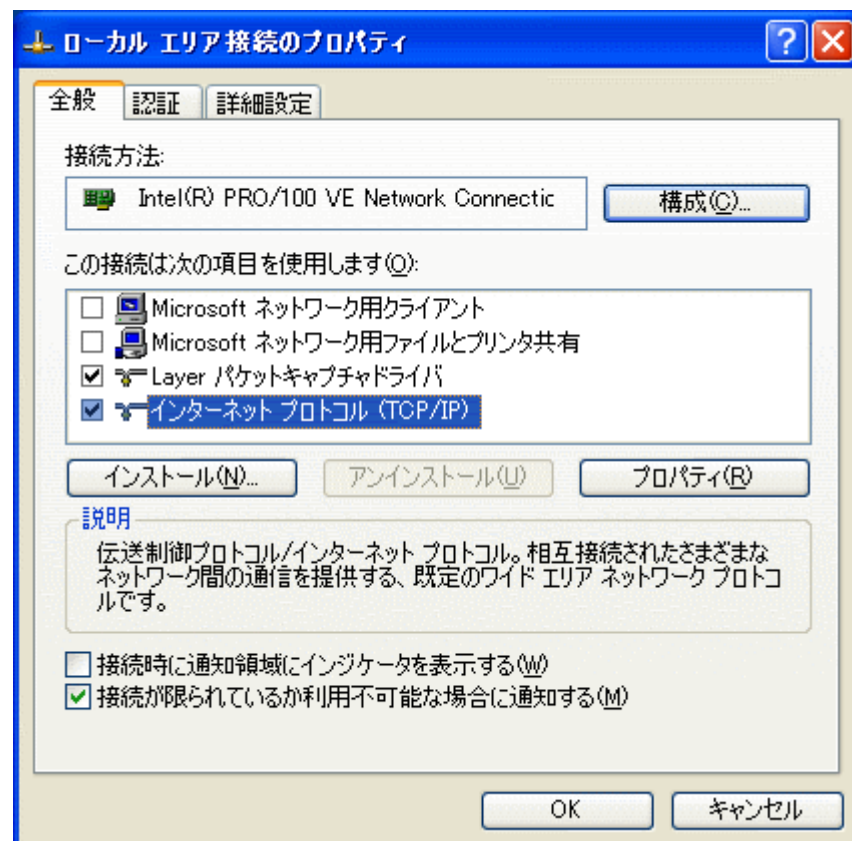 ローカル エリア接続のプロパティ
全般
認証
詳細設定
接続方法:
Intel(R) PRO/100 VE Network Connectic
構成(C)...
この接続は次の項目を使用します(O):
Microsoft ネットワーク用クライアント
Microsoft ネットワーク用ファイルとプリンタ共有
Layer パケットキャプチャドライバ
インターネット プロトコル (TCP/IP)
インストール(N)...
アンインストール(U)
プロパティ(R)
説明
伝送制御プロトコル/インターネット プロトコル。相互接続されたさまざまな
ネットワーク間の通信を提供する、既定のワイド エリア ネットワーク プロトコ
ルです。
接続時に通知領域にインジケータを表示する(W)
接続が限られているか利用不可能な場合に通知する(M)
OK
キャンセル